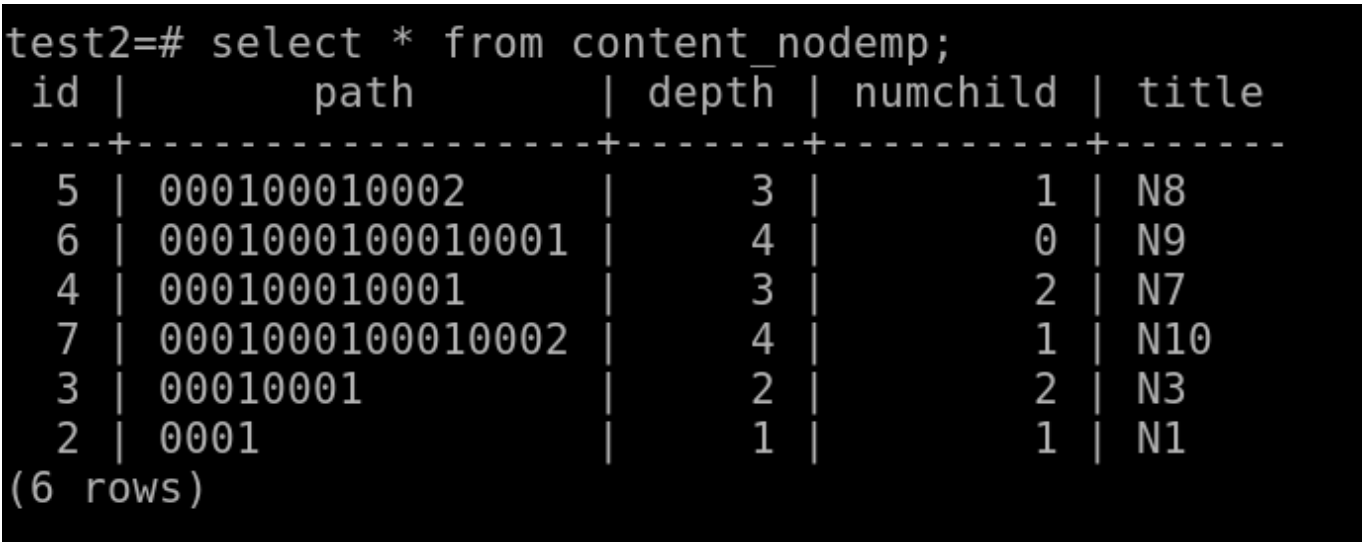 test2=# select * from content_nodemp;
 id |       path       | depth | numchild | title
----+------------------+-------+----------+-------
  5 | 000100010002     |     3 |        1 | N8
  6 | 0001000100010001 |     4 |        0 | N9
  4 | 000100010001     |     3 |        2 | N7
  7 | 0001000100010002 |     4 |        1 | N10
  3 | 00010001         |     2 |        2 | N3
  2 | 0001             |     1 |        1 | N1
(6 rows)